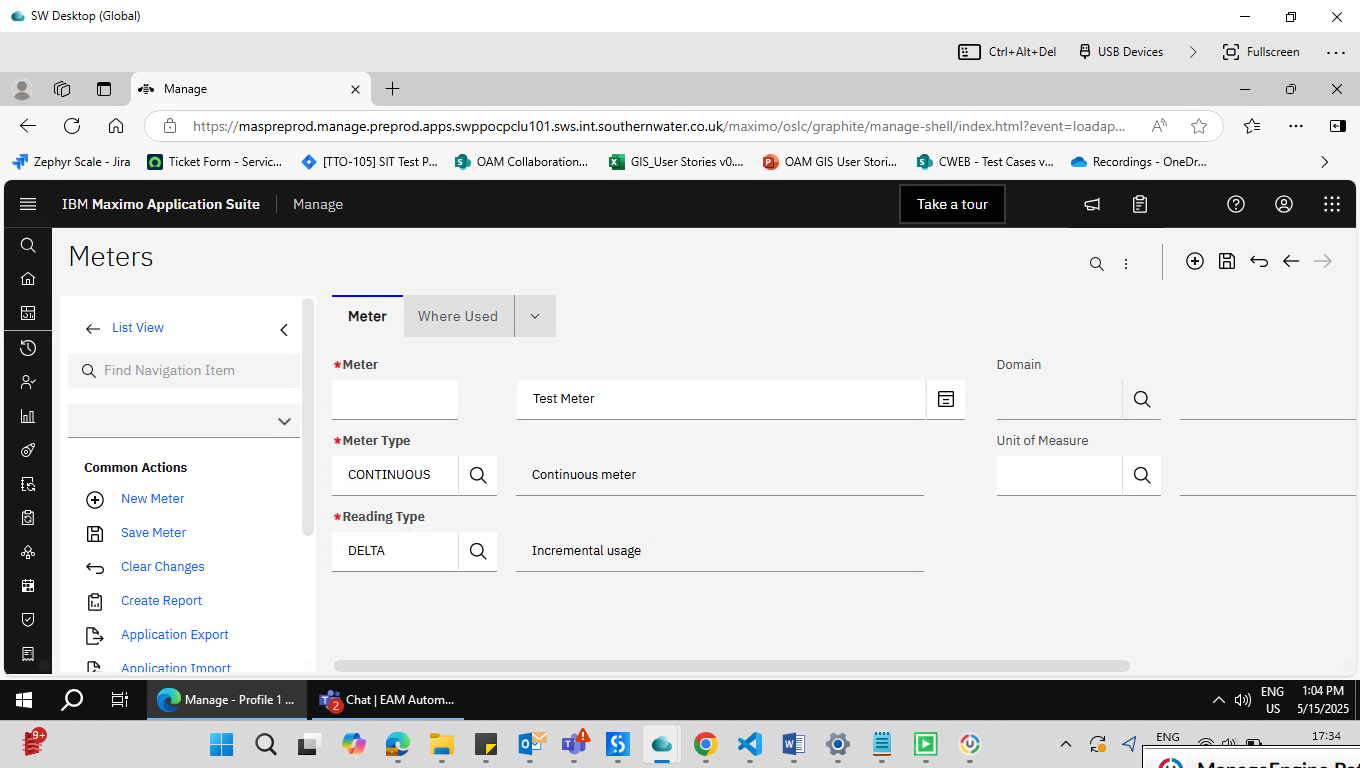 SW Desktop (Global)
Ctrl+Alt+Del
USB Devices
Fullscreen
Manage
https://maspreprod.manage.preprod.apps.swppocpclu101.sws.int.southernwater.co.uk/maximo/oslc/graphite/manage-shell/index.html?event=loadap...
Zephyr Scale - Jira
Ticket Form - Servic...
[TTO-105] SIT Test P...
OAM Collaboration...
GIS_User Stories v0....
OAM GIS User Stori...
CWEB - Test Cases v...
Recordings - OneDr...
IBM Maximo Application Suite
Manage
Take a tour
Meters
List View
Find Navigation Item
Common Actions
New Meter
Save Meter
Clear Changes
Create Report
Application Export
Application Import
Meter
Where Used
*Meter
Test Meter
Domain
*Meter Type
CONTINUOUS
Continuous meter
Unit of Measure
*Reading Type
DELTA
Incremental usage
Manage - Profile 1 ...
2
Chat | EAM Autom...
ENG
US
1:04 PM
5/15/2025
9+
ENG
17:34